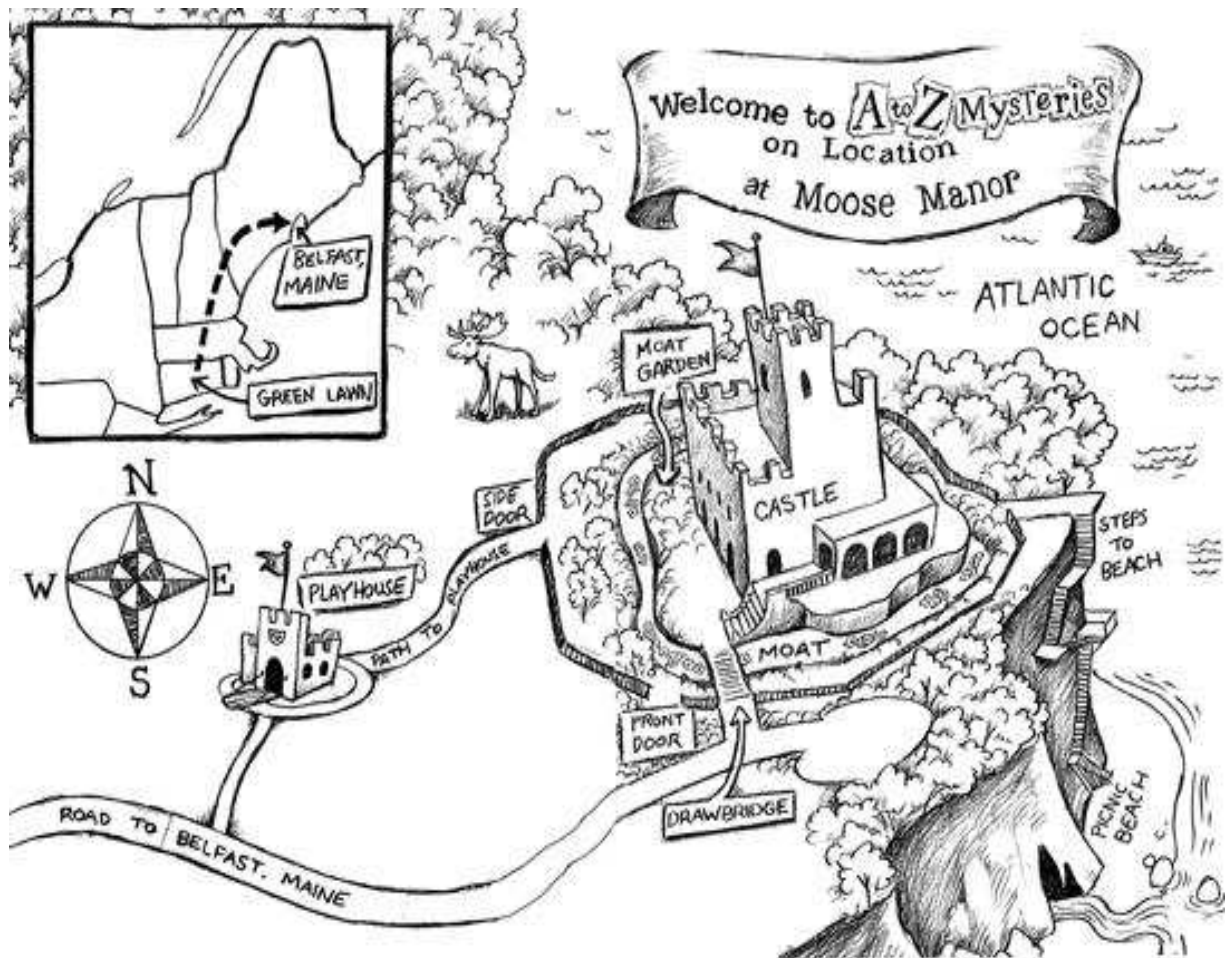 Welcome to A to Z Mysteries
on Location
at Moose Manor
BELFAST,
MAINE
GREEN LAWN
ATLANTIC
OCEAN
MOAT
GARDEN
N
W
E
S
SIDE
DOOR
CASTLE
STEPS
TO
BEACH
PLAYHOUSE
PATH TO PLAYHOUSE
MOAT
FRONT
DOOR
DRAWBRIDGE
PICNIC
BEACH
ROAD TO BELFAST, MAINE